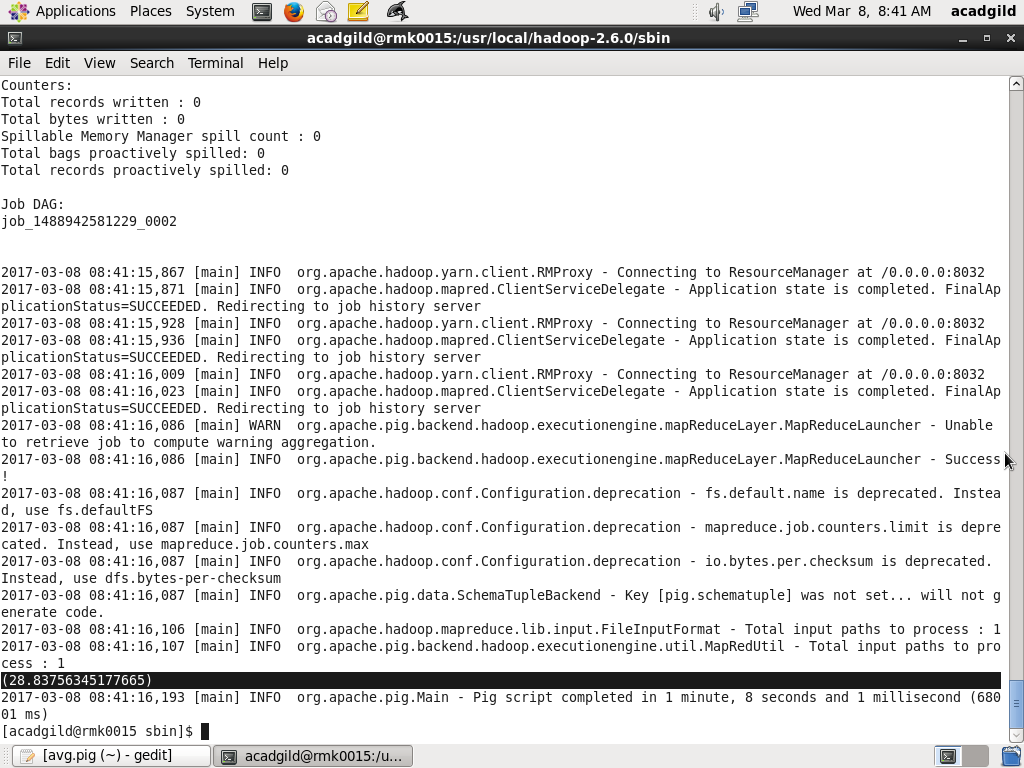 Applications Places System Wed Mar 8, 8:41 AM acadgild
acadgild@rmk0015:/usr/local/hadoop-2.6.0/sbin
File Edit View Search Terminal Help
Counters:
Total records written : 0
Total bytes written : 0
Spillable Memory Manager spill count : 0
Total bags proactively spilled: 0
Total records proactively spilled: 0
Job DAG:
job_1488942581229_0002
2017-03-08 08:41:15,867 [main] INFO  org.apache.hadoop.yarn.client.RMProxy - Connecting to ResourceManager at /0.0.0.0:8032
2017-03-08 08:41:15,871 [main] INFO  org.apache.hadoop.mapred.ClientServiceDelegate - Application state is completed. FinalAp
plicationStatus=SUCCEEDED. Redirecting to job history server
2017-03-08 08:41:15,928 [main] INFO  org.apache.hadoop.yarn.client.RMProxy - Connecting to ResourceManager at /0.0.0.0:8032
2017-03-08 08:41:15,936 [main] INFO  org.apache.hadoop.mapred.ClientServiceDelegate - Application state is completed. FinalAp
plicationStatus=SUCCEEDED. Redirecting to job history server
2017-03-08 08:41:16,009 [main] INFO  org.apache.hadoop.yarn.client.RMProxy - Connecting to ResourceManager at /0.0.0.0:8032
2017-03-08 08:41:16,023 [main] INFO  org.apache.hadoop.mapred.ClientServiceDelegate - Application state is completed. FinalAp
plicationStatus=SUCCEEDED. Redirecting to job history server
2017-03-08 08:41:16,086 [main] WARN  org.apache.pig.backend.hadoop.executionengine.mapReduceLayer.MapReduceLauncher - Unable
to retrieve job to compute warning aggregation.
2017-03-08 08:41:16,086 [main] INFO  org.apache.pig.backend.hadoop.executionengine.mapReduceLayer.MapReduceLauncher - Success
!
2017-03-08 08:41:16,087 [main] INFO  org.apache.hadoop.conf.Configuration.deprecation - fs.default.name is deprecated. Instea
d, use fs.defaultFS
2017-03-08 08:41:16,087 [main] INFO  org.apache.hadoop.conf.Configuration.deprecation - mapreduce.job.counters.limit is depre
cated. Instead, use mapreduce.job.counters.max
2017-03-08 08:41:16,087 [main] INFO  org.apache.hadoop.conf.Configuration.deprecation - io.bytes.per.checksum is deprecated.
Instead, use dfs.bytes-per-checksum
2017-03-08 08:41:16,087 [main] INFO  org.apache.pig.data.SchemaTupleBackend - Key [pig.schematuple] was not set... will not g
enerate code.
2017-03-08 08:41:16,106 [main] INFO  org.apache.hadoop.mapreduce.lib.input.FileInputFormat - Total input paths to process : 1
2017-03-08 08:41:16,107 [main] INFO  org.apache.pig.backend.hadoop.executionengine.util.MapRedUtil - Total input paths to pro
cess : 1
(28.83756345177665)
2017-03-08 08:41:16,193 [main] INFO  org.apache.pig.Main - Pig script completed in 1 minute, 8 seconds and 1 millisecond (680
01 ms)
[acadgild@rmk0015 sbin]$
[avg.pig (~) - gedit] acadgild@rmk0015:/u...